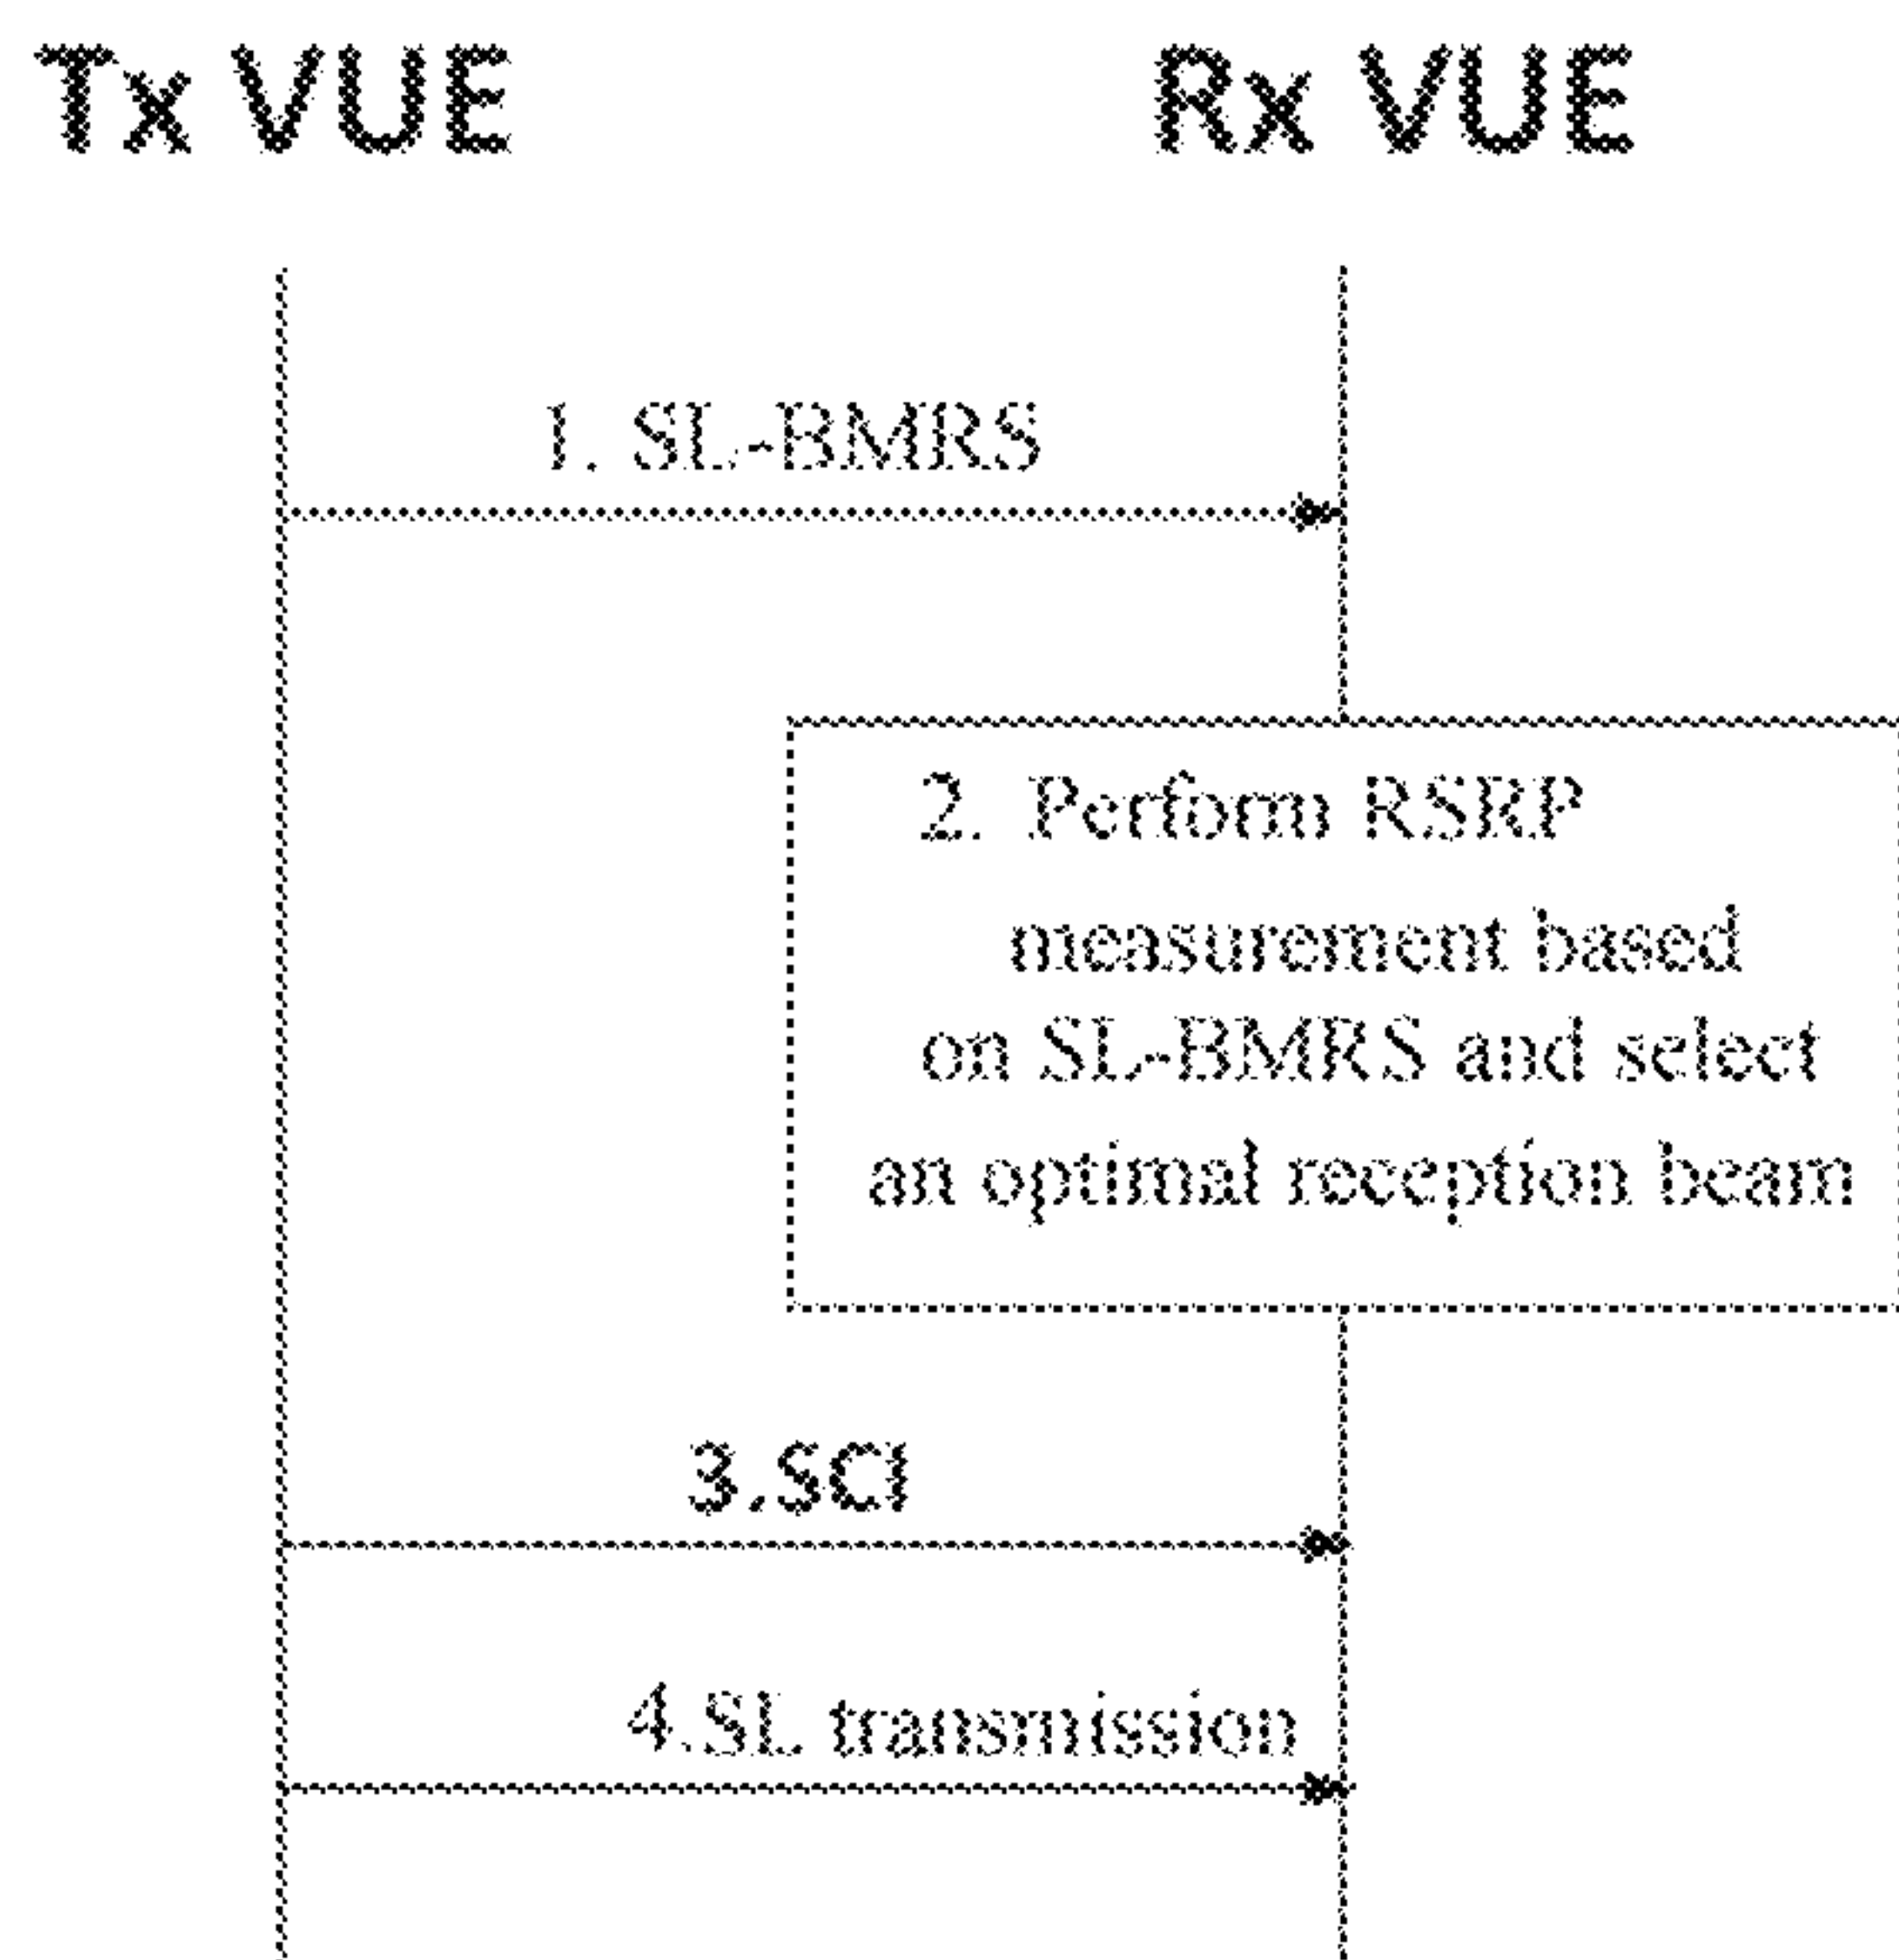 Tx VUE
Rx VUE
1. SL-BMRS
2. Perform RSRP
measurement based
on SL-BMRS and select
an optimal reception beam
3.SCI
4.SL transmission